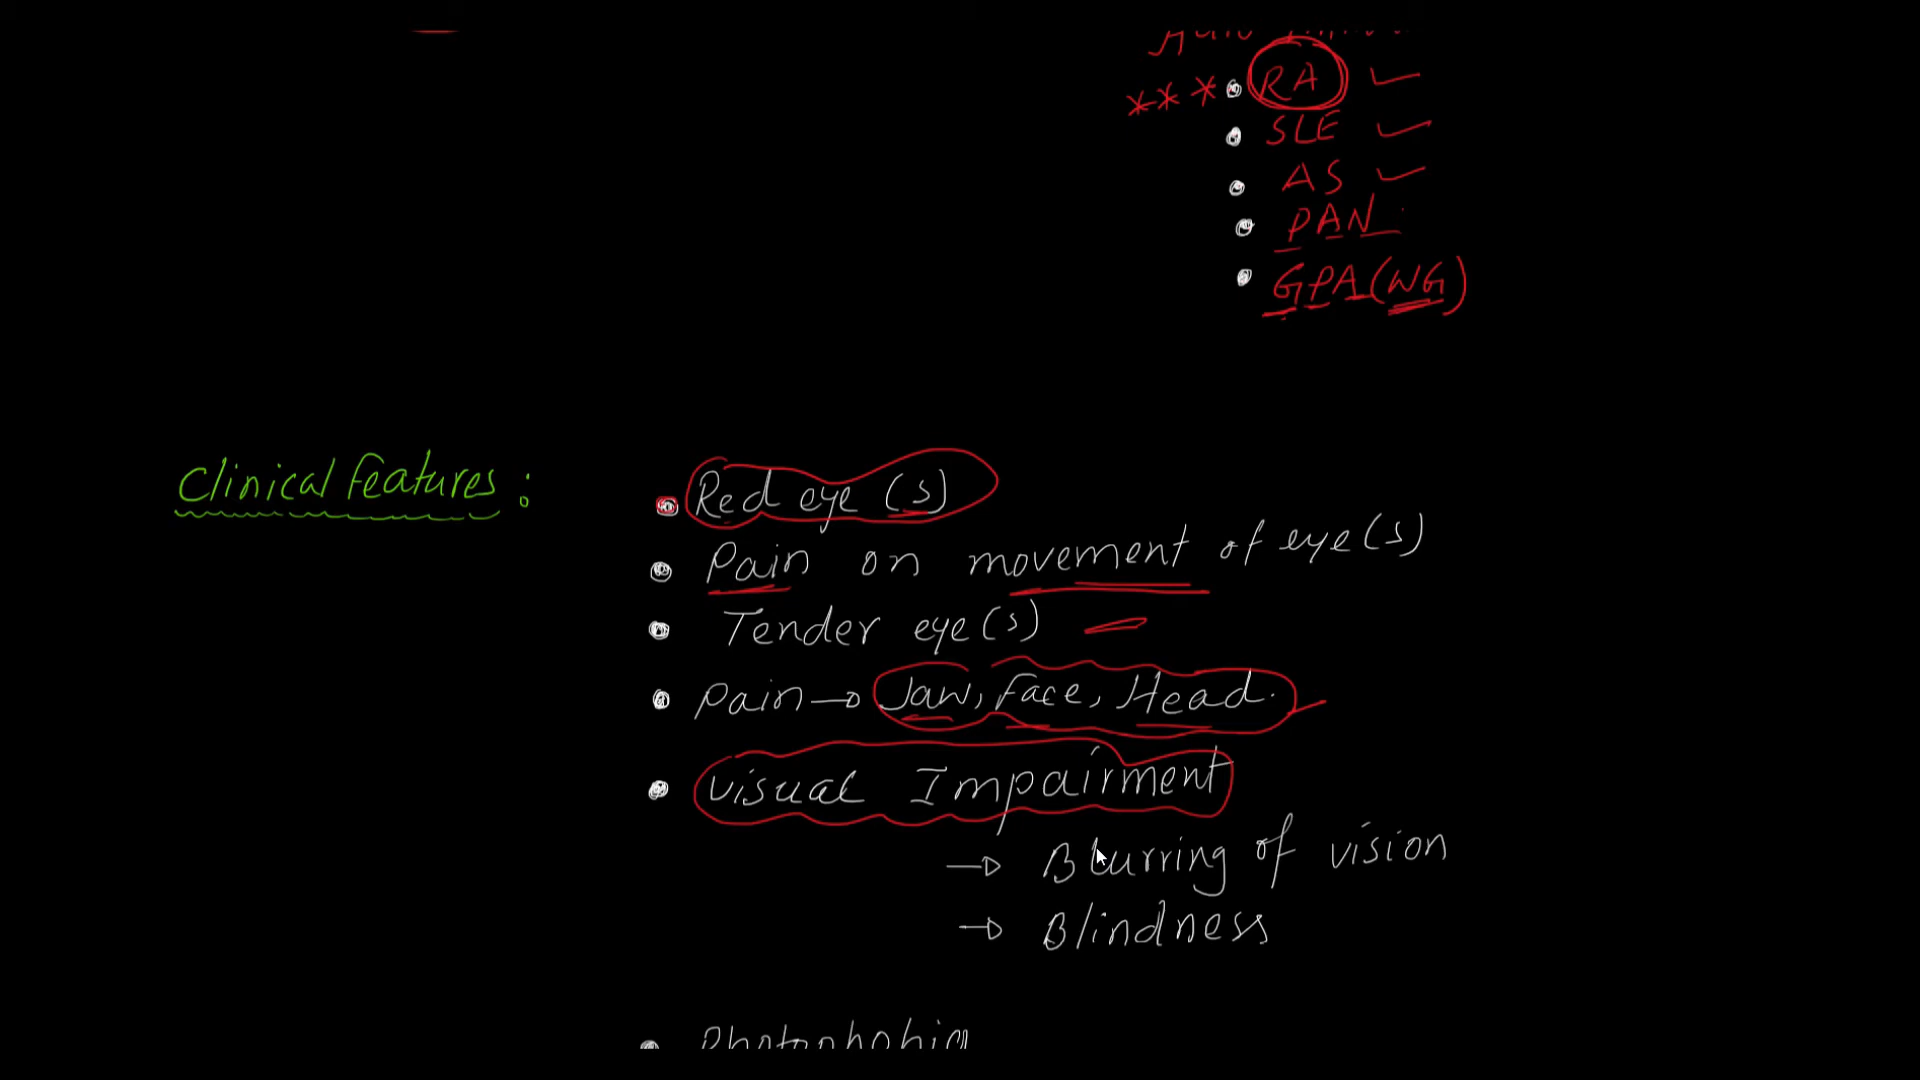 *** RA ✓
SLE ✓
AS ✓
PAN
GPA (WG)
Clinical features :
Red eye (s)
Pain on movement of eye(s)
Tender eye(s)
Pain → Jaw, Face, Head.
Visual Impairment
→ Blurring of vision
→ Blindness
Photophobia